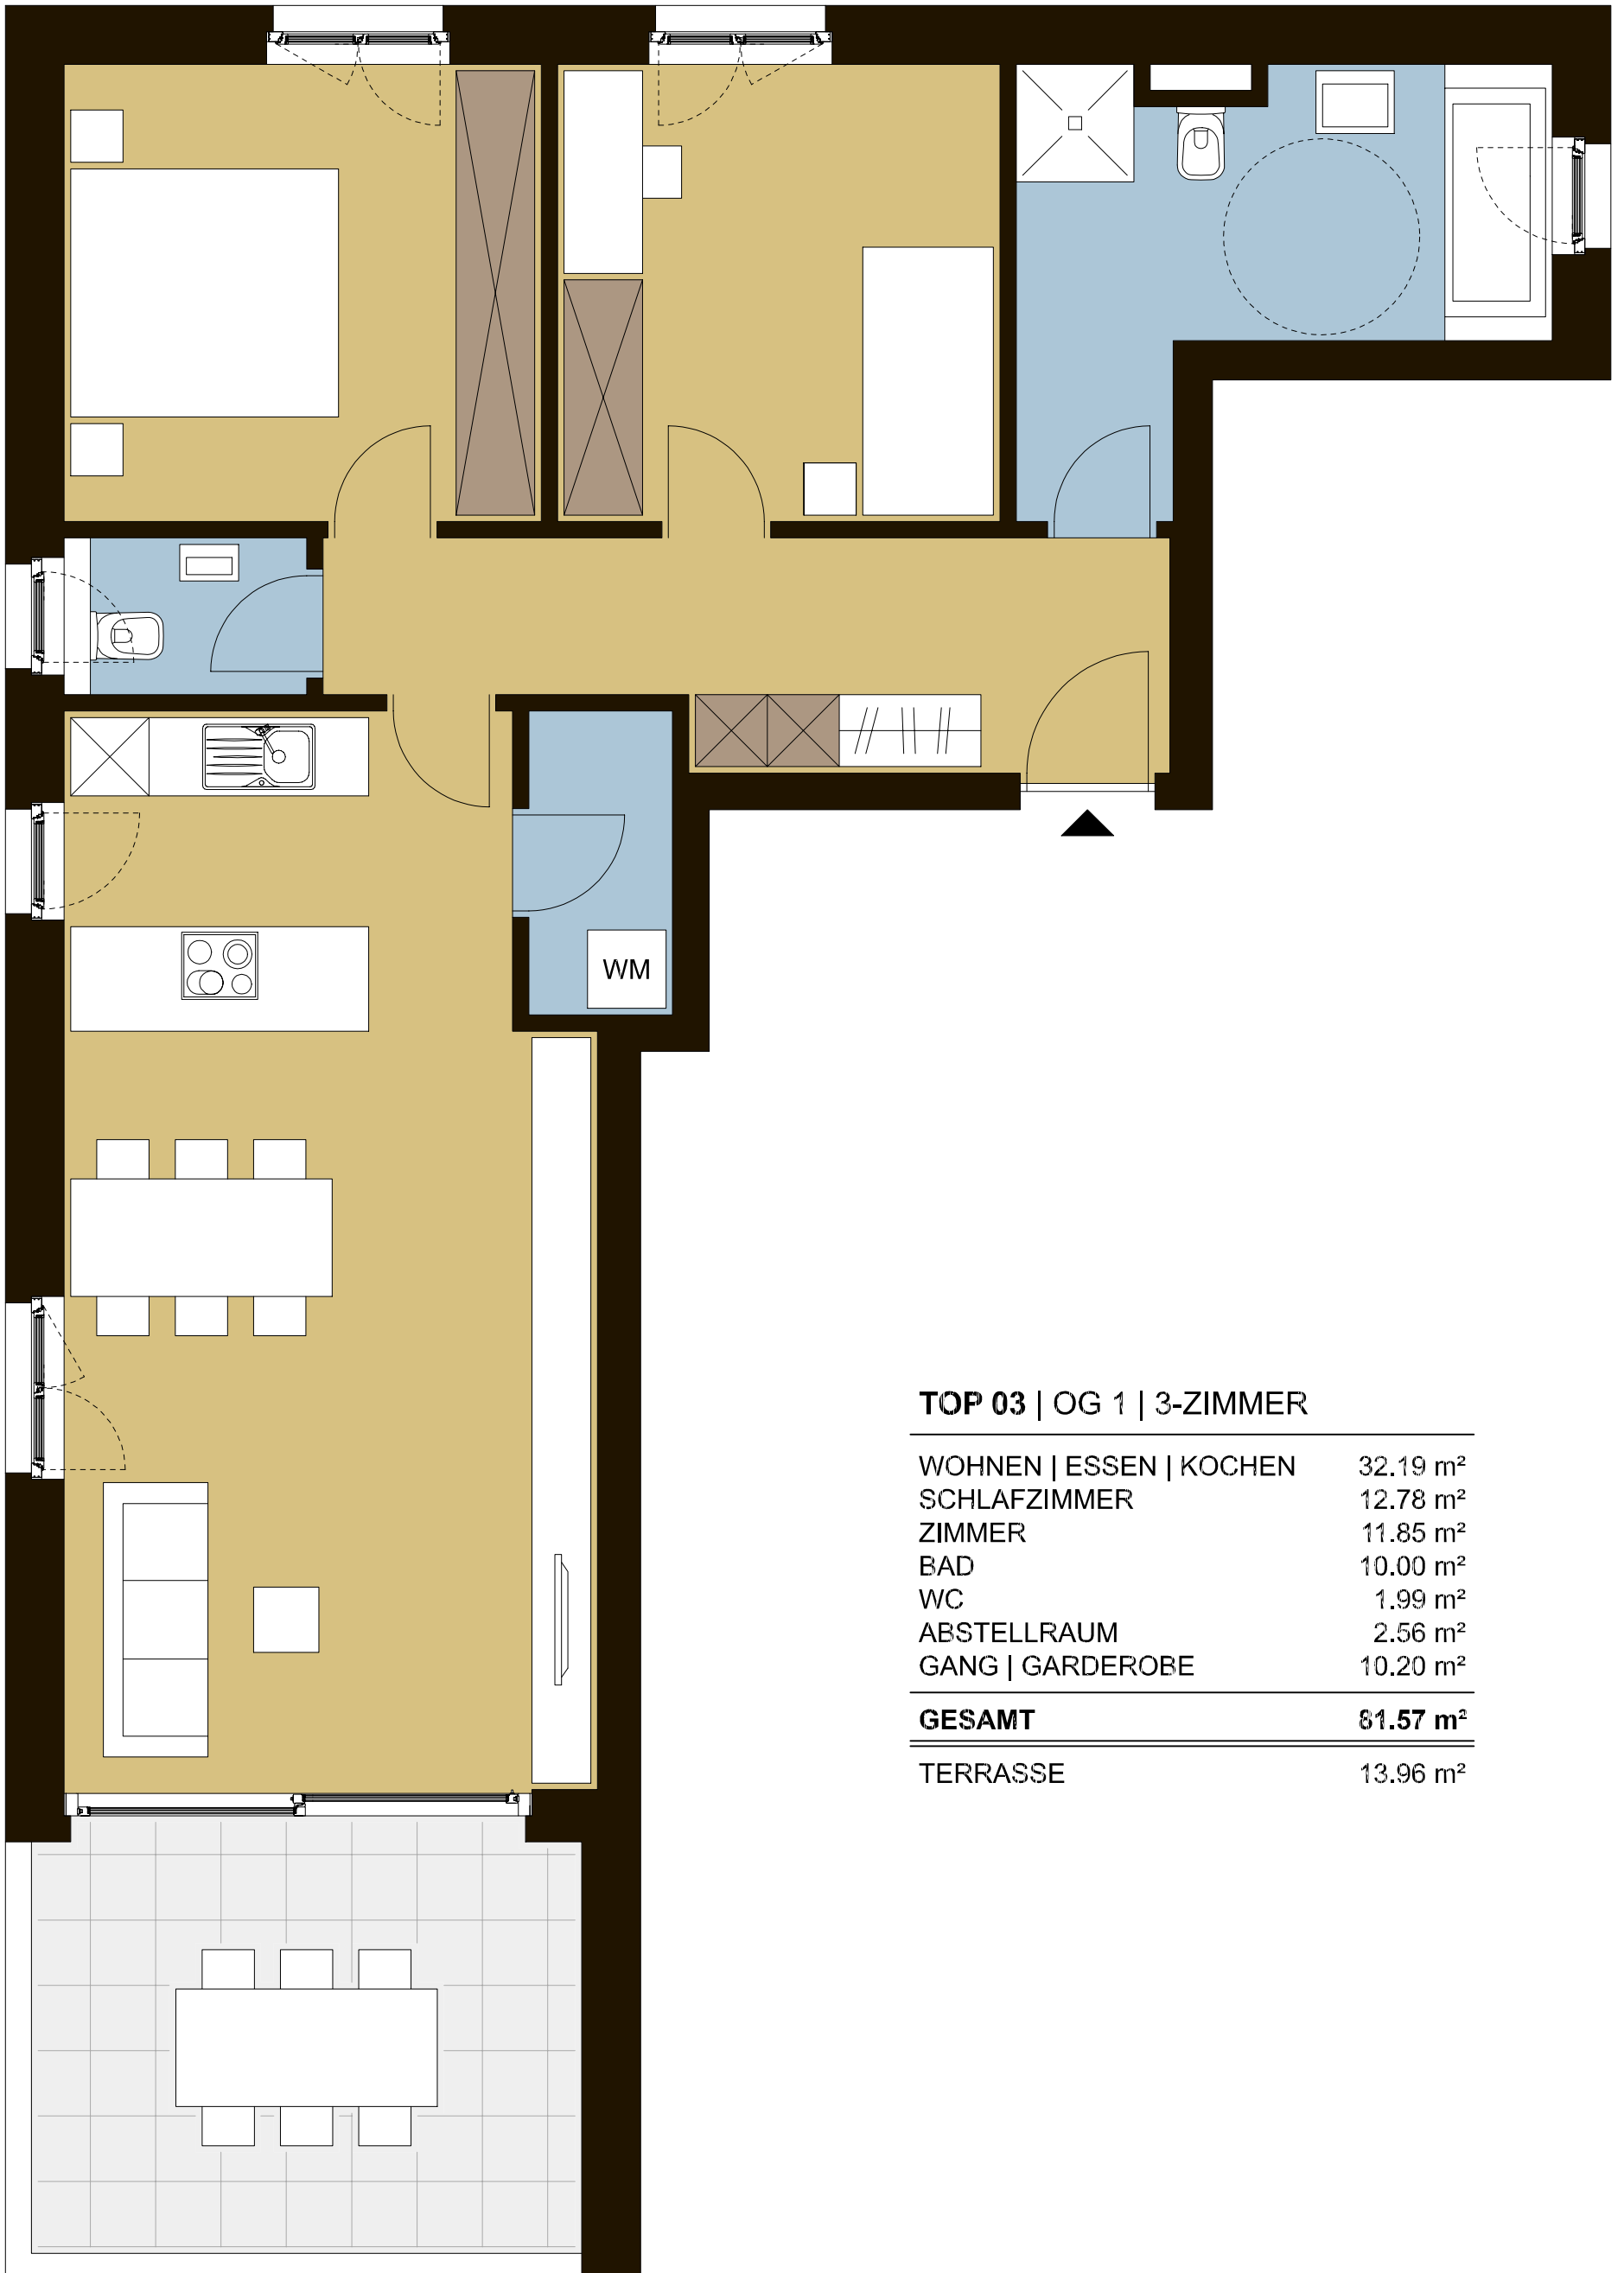 WM
TOP 03 | OG 1 | 3-ZIMMER
WOHNEN | ESSEN | KOCHEN 32.19 m²
SCHLAFZIMMER 12.78 m²
ZIMMER 11.85 m²
BAD 10.00 m²
WC 1.99 m²
ABSTELLRAUM 2.56 m²
GANG | GARDEROBE 10.20 m²
GESAMT 81.57 m²
TERRASSE 13.96 m²